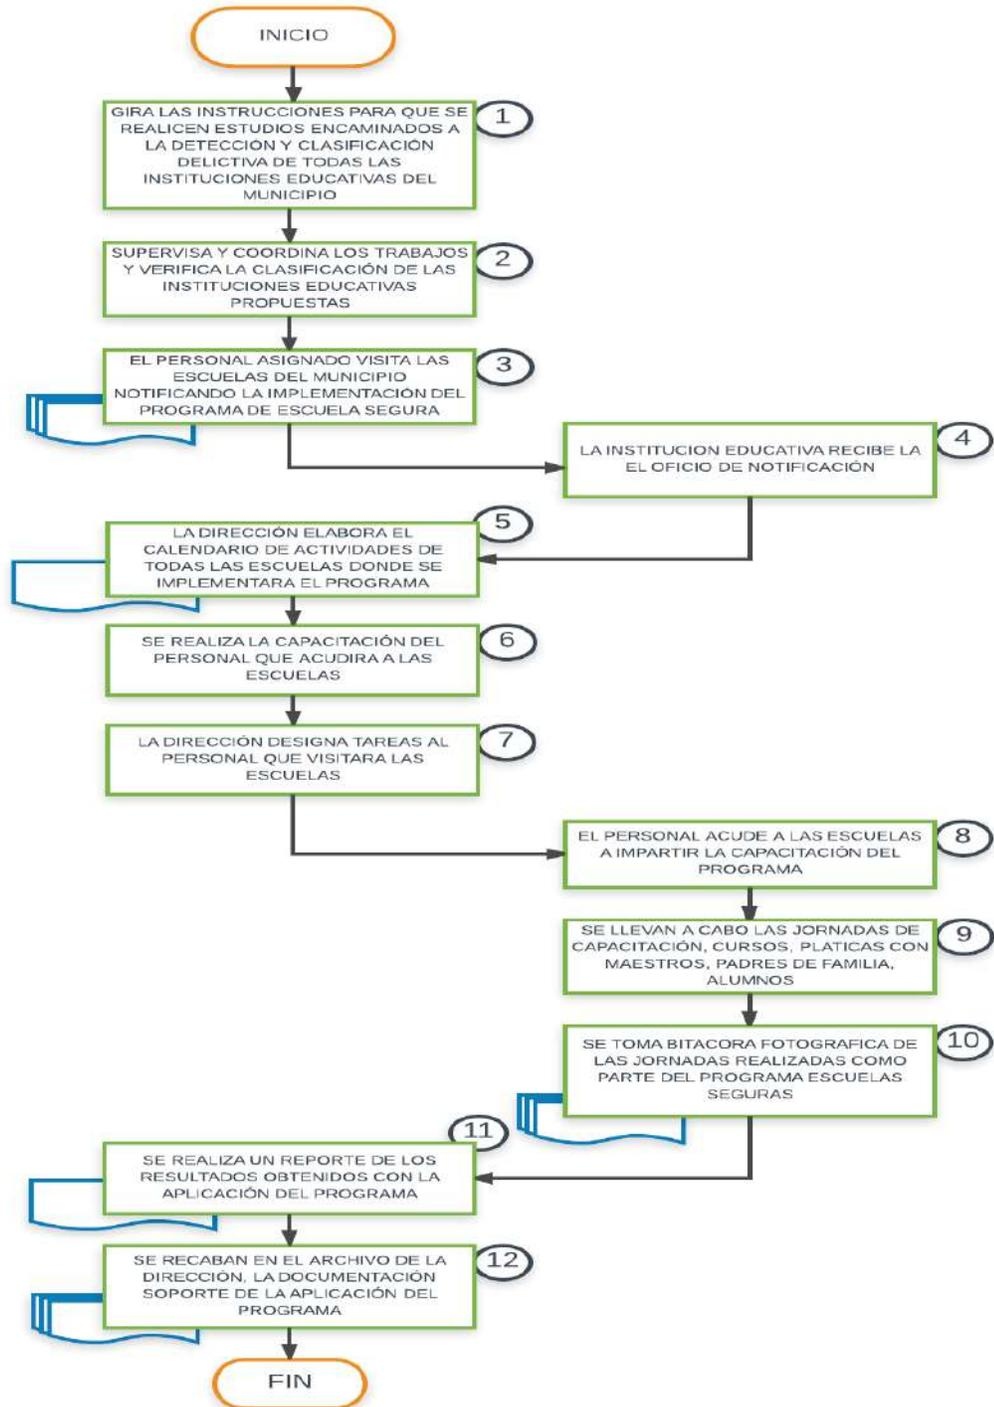 INICIO
1
GIRA LAS INSTRUCCIONES PARA QUE SE
REALICEN ESTUDIOS ENCAMINADOS A
LA DETECCIÓN Y CLASIFICACIÓN
DELICTIVA DE TODAS LAS
INSTITUCIONES EDUCATIVAS DEL
MUNICIPIO
2
SUPERVISA Y COORDINA LOS TRABAJOS
Y VERIFICA LA CLASIFICACIÓN DE LAS
INSTITUCIONES EDUCATIVAS
PROPUESTAS
3
EL PERSONAL ASIGNADO VISITA LAS
ESCUELAS DEL MUNICIPIO
NOTIFICANDO LA IMPLEMENTACIÓN DEL
PROGRAMA DE ESCUELA SEGURA
4
LA INSTITUCION EDUCATIVA RECIBE LA
EL OFICIO DE NOTIFICACIÓN
5
LA DIRECCIÓN ELABORA EL
CALENDARIO DE ACTIVIDADES DE
TODAS LAS ESCUELAS DONDE SE
IMPLEMENTARA EL PROGRAMA
6
SE REALIZA LA CAPACITACIÓN DEL
PERSONAL QUE ACUDIRA A LAS
ESCUELAS
7
LA DIRECCIÓN DESIGNA TAREAS AL
PERSONAL QUE VISITARA LAS
ESCUELAS
8
EL PERSONAL ACUDE A LAS ESCUELAS
A IMPARTIR LA CAPACITACIÓN DEL
PROGRAMA
9
SE LLEVAN A CABO LAS JORNADAS DE
CAPACITACIÓN, CURSOS, PLATICAS CON
MAESTROS, PADRES DE FAMILIA,
ALUMNOS
10
SE TOMA BITACORA FOTOGRAFICA DE
LAS JORNADAS REALIZADAS COMO
PARTE DEL PROGRAMA ESCUELAS
SEGURAS
11
SE REALIZA UN REPORTE DE LOS
RESULTADOS OBTENIDOS CON LA
APLICACIÓN DEL PROGRAMA
12
SE RECABAN EN EL ARCHIVO DE LA
DIRECCIÓN, LA DOCUMENTACIÓN
SOPORTE DE LA APLICACIÓN DEL
PROGRAMA
FIN